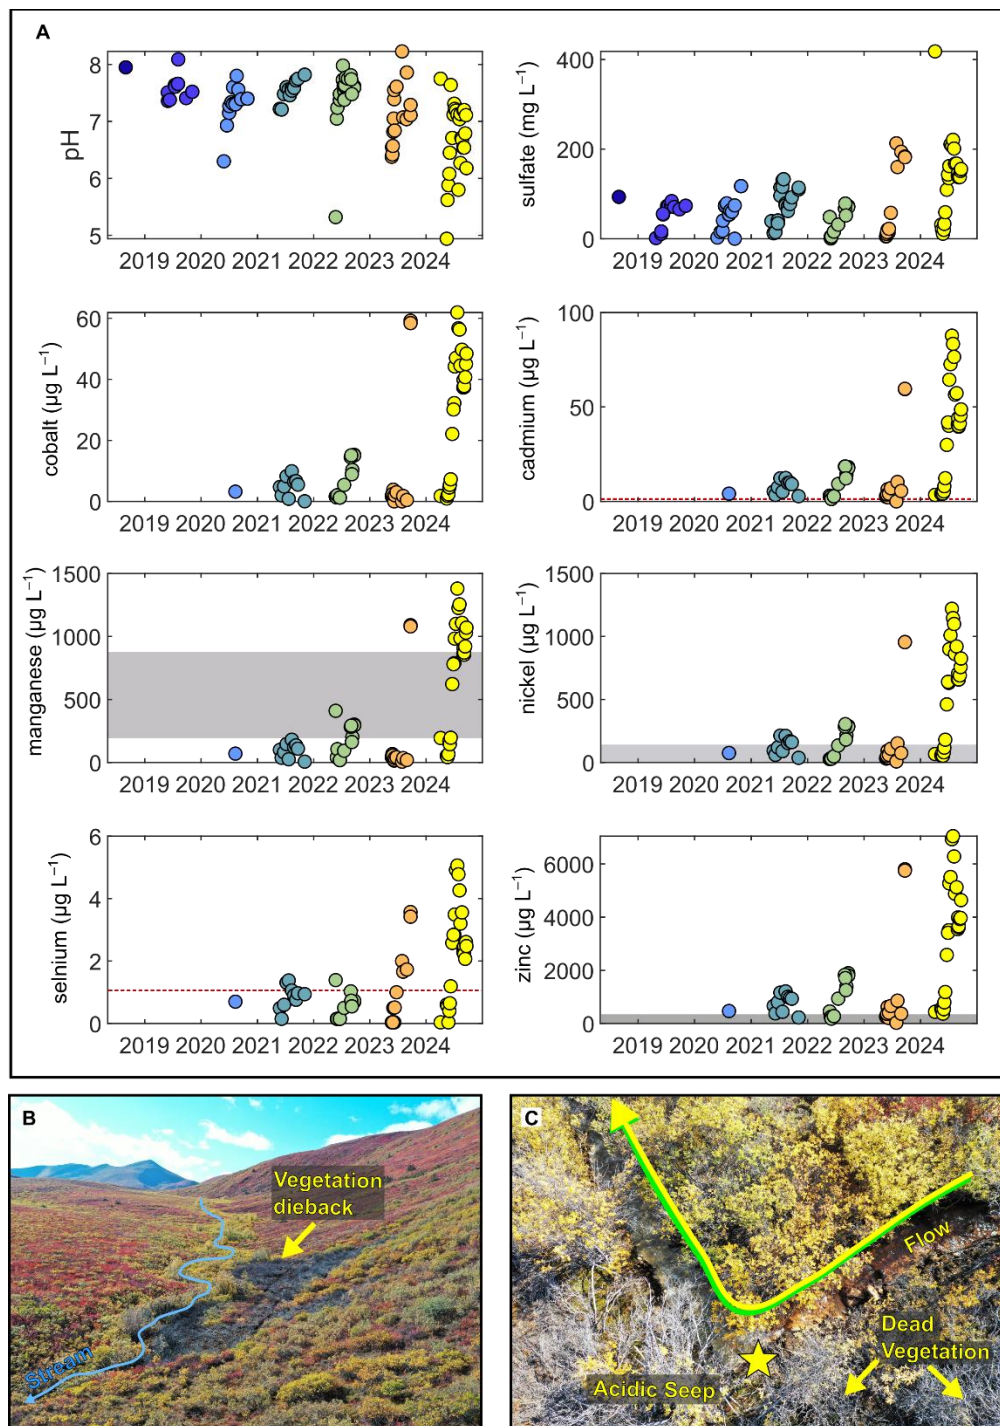 A
pH
8
7
6
5
2019 2020 2021 2022 2023 2024
sulfate (mg L⁻¹)
400
200
0
2019 2020 2021 2022 2023 2024
cobalt (µg L⁻¹)
60
40
20
0
2019 2020 2021 2022 2023 2024
cadmium (µg L⁻¹)
100
50
0
2019 2020 2021 2022 2023 2024
manganese (µg L⁻¹)
1500
1000
500
0
2019 2020 2021 2022 2023 2024
nickel (µg L⁻¹)
1500
1000
500
0
2019 2020 2021 2022 2023 2024
selnium (µg L⁻¹)
6
4
2
0
2019 2020 2021 2022 2023 2024
zinc (µg L⁻¹)
6000
4000
2000
0
2019 2020 2021 2022 2023 2024
B
Vegetation
dieback
Stream
C
Flow
Dead
Vegetation
Acidic Seep